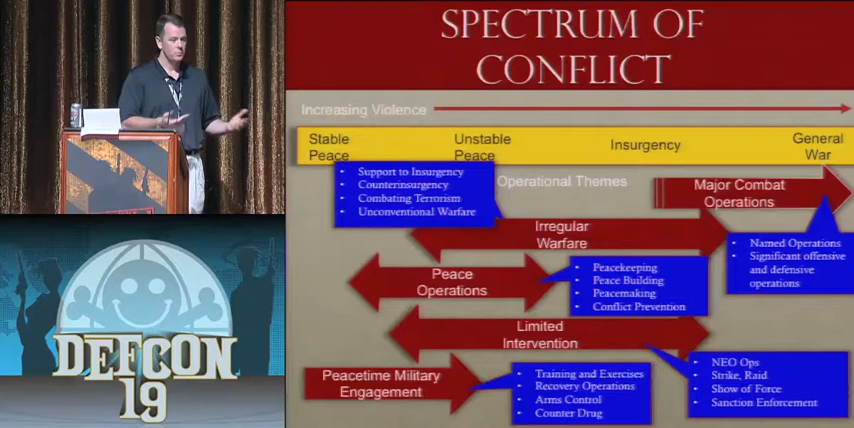 SPECTRUM OF
CONFLICT
Increasing Violence
Stable
Peace
Unstable
Peace
Insurgency
General
War
Operational Themes
• Support to Insurgency
• Counterinsurgency
• Combating Terrorism
• Unconventional Warfare
Major Combat
Operations
• Named Operations
• Significant offensive
and defensive
operations
Irregular
Warfare
Peace
Operations
• Peacekeeping
• Peace Building
• Peacemaking
• Conflict Prevention
Limited
Intervention
• NEO Ops
• Strike, Raid
• Show of Force
• Sanction Enforcement
Peacetime Military
Engagement
• Training and Exercises
• Recovery Operations
• Arms Control
• Counter Drug
DEFCON
19